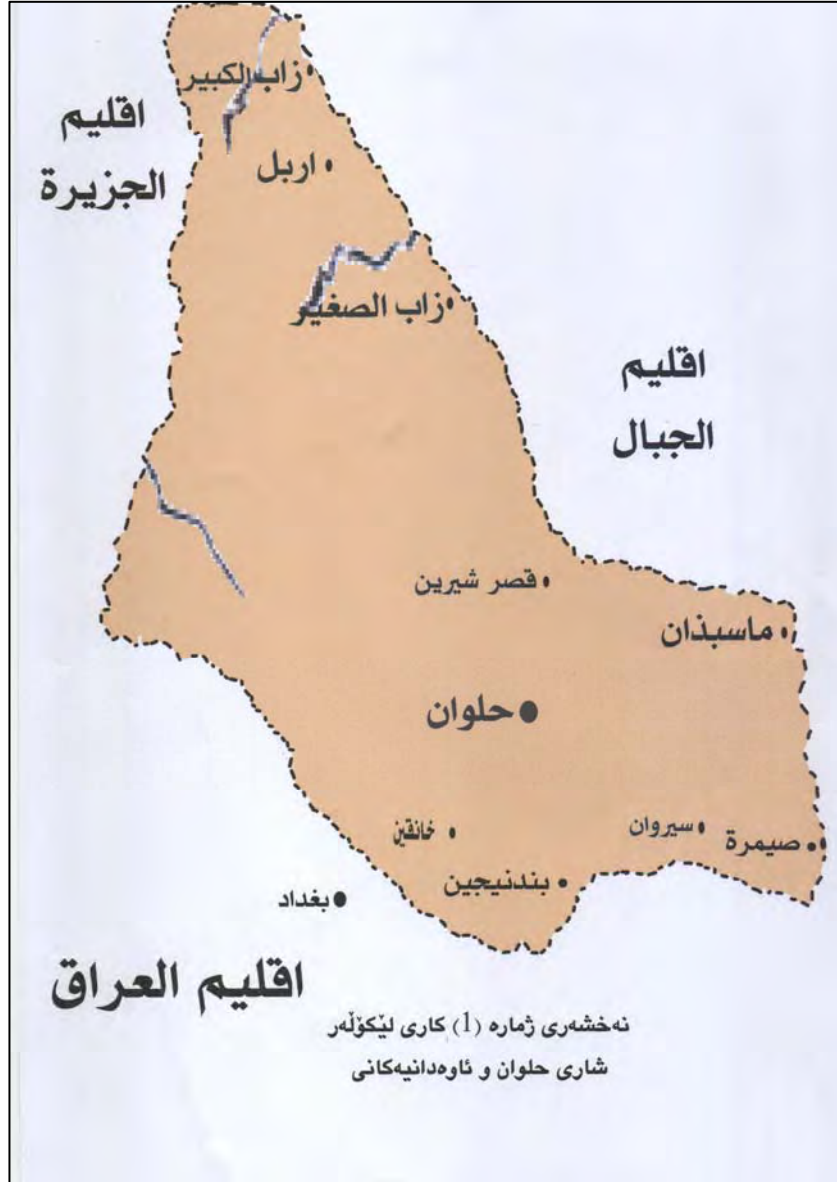 زاب الكبير
اقليم
الجزيرة
اربل
زاب الصغير
اقليم
الجبال
قصر شيرين
ماسبذان
حلوان
سيروان
صيمرة
خانقين
بندنيجين
بغداد
اقليم العراق
نەخشەری ژمارە (1) کاری لێکۆڵەر
شاری حلوان و ئاوەدانیەکانی